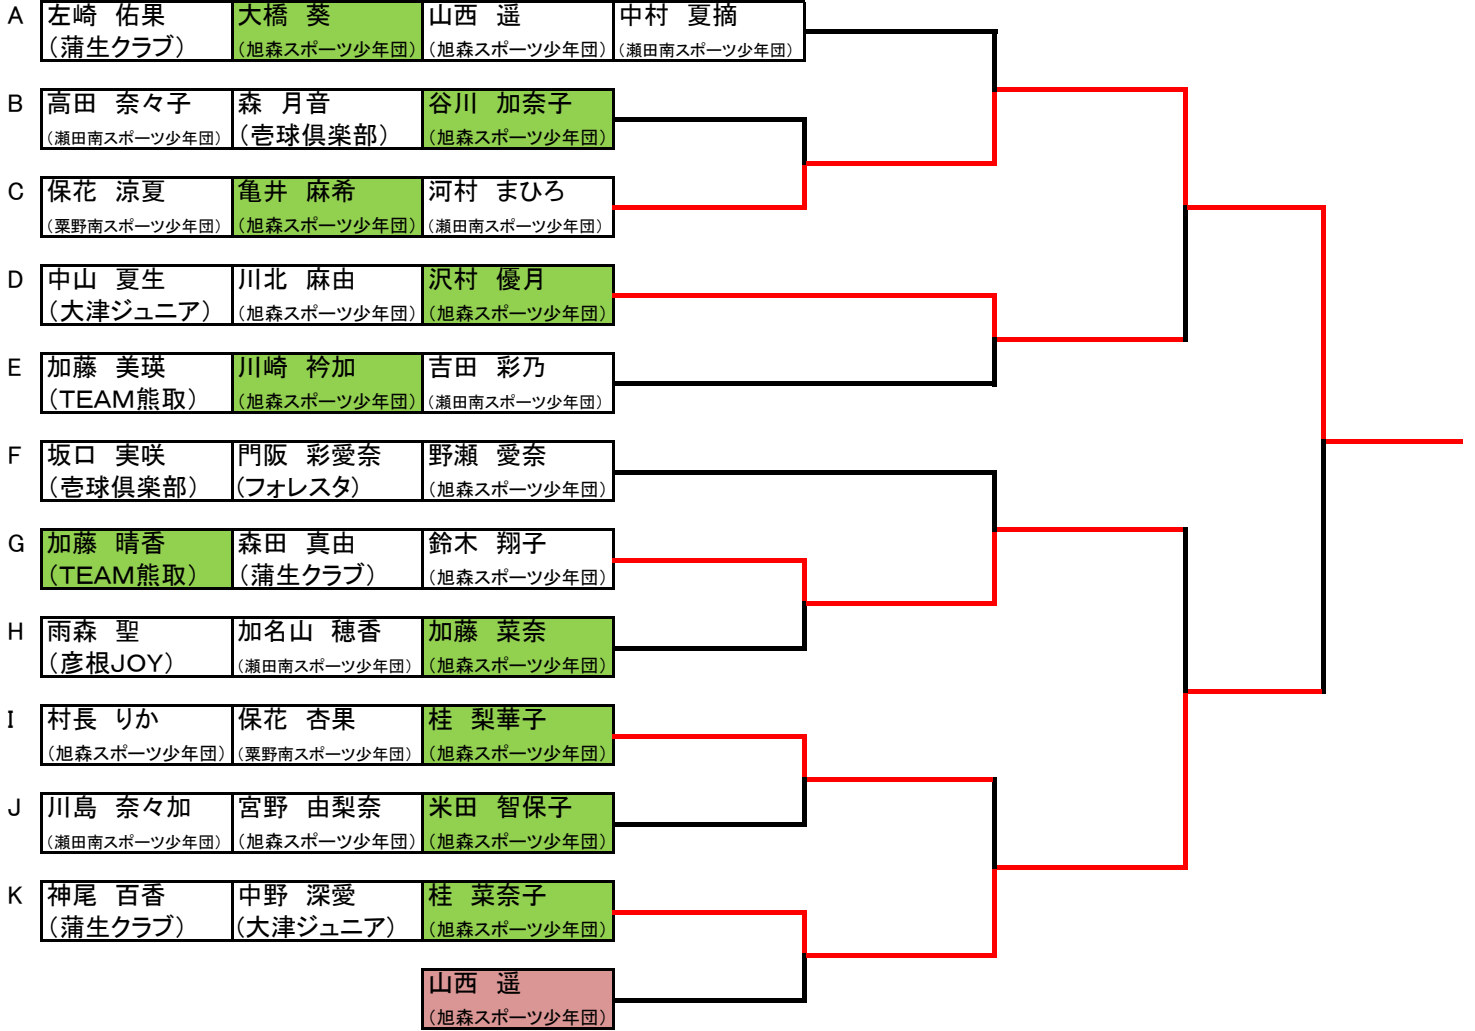 A 左崎　佑果 大橋　葵 山西　遥 中村　夏摘
（蒲生クラブ） （旭森スポーツ少年団） （旭森スポーツ少年団） （瀬田南スポーツ少年団）
B 高田　奈々子 森　月音 谷川　加奈子
（瀬田南スポーツ少年団） （壱球倶楽部） （旭森スポーツ少年団）
C 保花　涼夏 亀井　麻希 河村　まひろ
（粟野南スポーツ少年団） （旭森スポーツ少年団） （瀬田南スポーツ少年団）
D 中山　夏生 川北　麻由 沢村　優月
（大津ジュニア） （旭森スポーツ少年団） （旭森スポーツ少年団）
E 加藤　美瑛 川崎　衿加 吉田　彩乃
（TEAM熊取） （旭森スポーツ少年団） （瀬田南スポーツ少年団）
F 坂口　実咲 門阪　彩愛奈 野瀬　愛奈
（壱球倶楽部） （フォレスタ） （旭森スポーツ少年団）
G 加藤　晴香 森田　真由 鈴木　翔子
（TEAM熊取） （蒲生クラブ） （旭森スポーツ少年団）
H 雨森　聖 加名山　穂香 加藤　菜奈
（彦根JOY） （瀬田南スポーツ少年団） （旭森スポーツ少年団）
I 村長　りか 保花　杏果 桂　梨華子
（旭森スポーツ少年団） （粟野南スポーツ少年団） （旭森スポーツ少年団）
J 川島　奈々加 宮野　由梨奈 米田　智保子
（瀬田南スポーツ少年団） （旭森スポーツ少年団） （旭森スポーツ少年団）
K 神尾　百香 中野　深愛 桂　菜奈子
（蒲生クラブ） （大津ジュニア） （旭森スポーツ少年団）
山西　遥
（旭森スポーツ少年団）